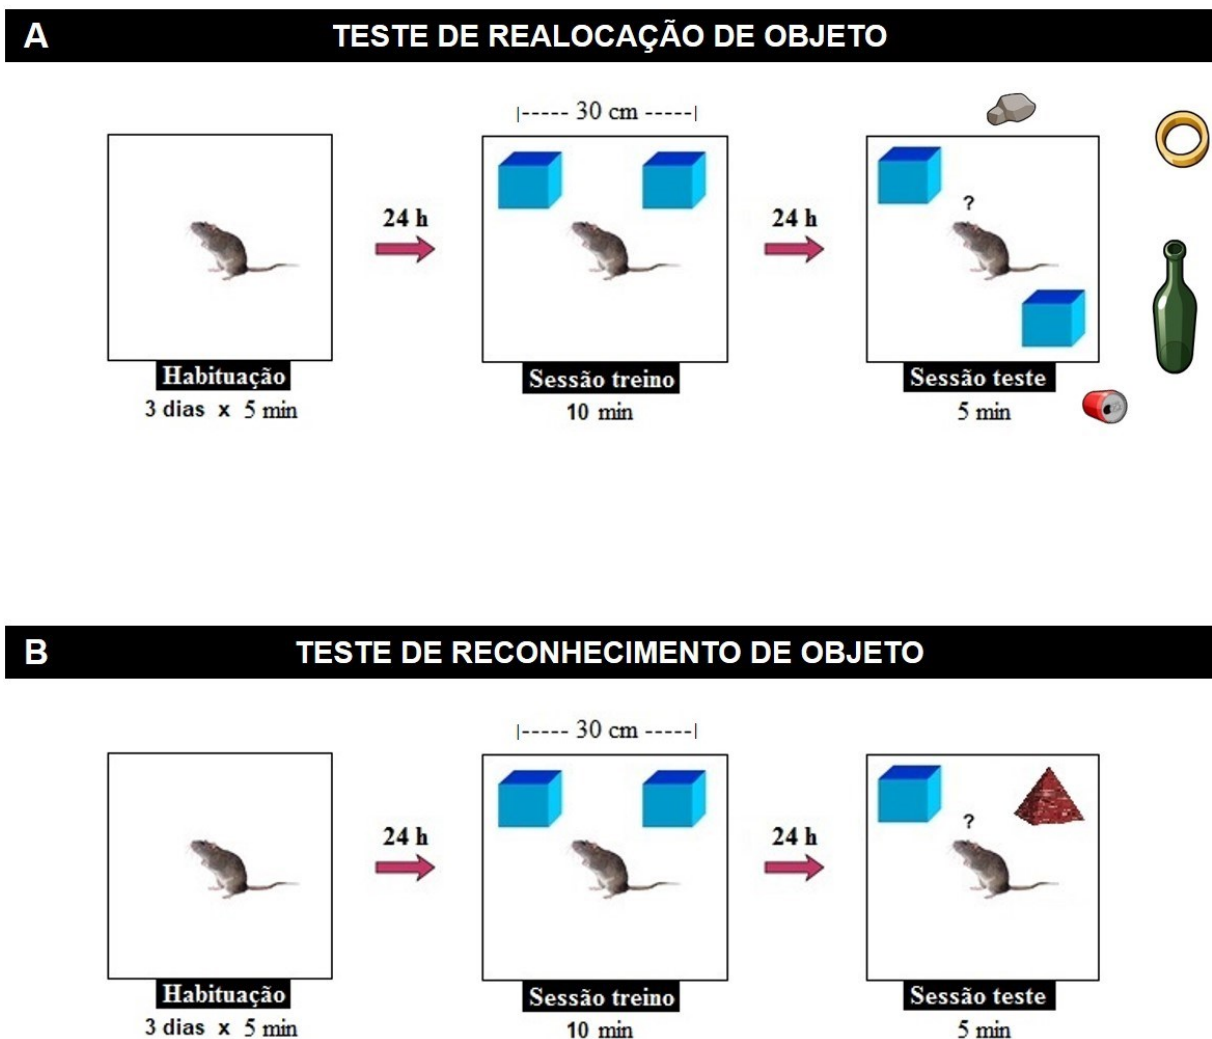 A TESTE DE REALOCAÇÃO DE OBJETO
|----- 30 cm -----|
24 h
24 h
?
Habituação
Sessão treino
Sessão teste
3 dias x 5 min
10 min
5 min
B TESTE DE RECONHECIMENTO DE OBJETO
|----- 30 cm -----|
24 h
24 h
?
Habituação
Sessão treino
Sessão teste
3 dias x 5 min
10 min
5 min